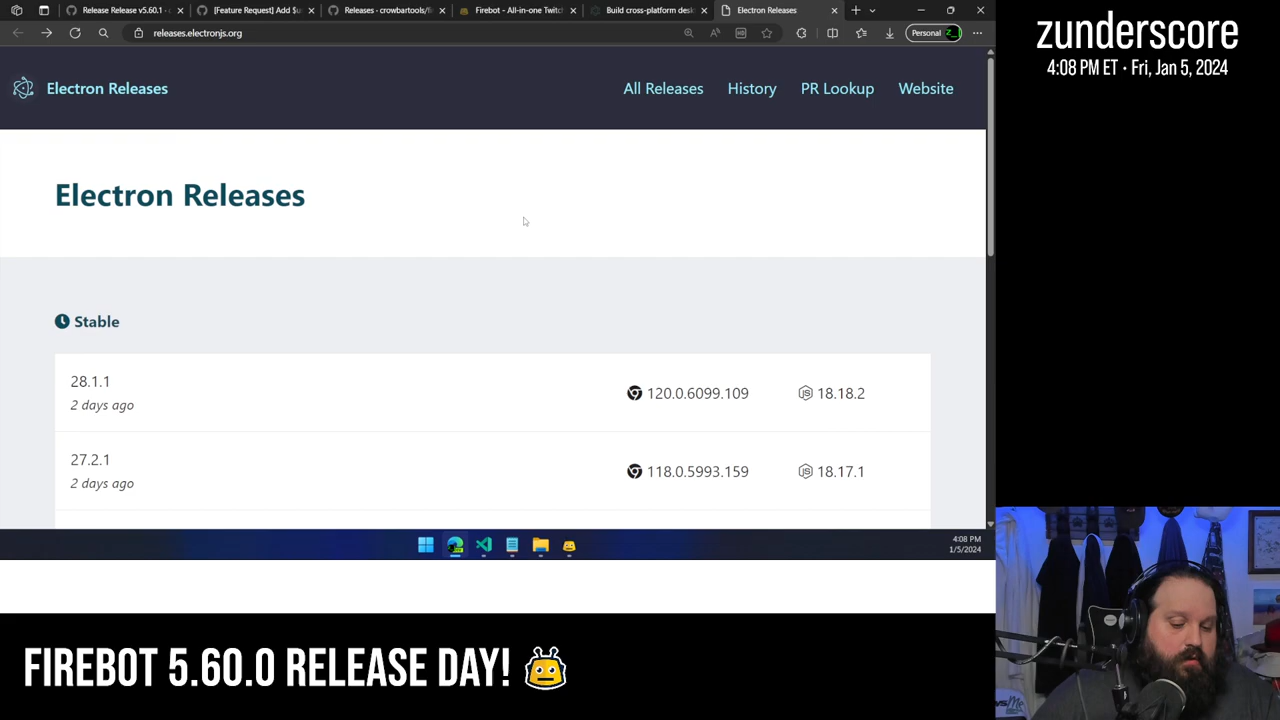 Release Release v5.60.1 ·
[Feature Request] Add $u
Releases - crowbartools/
Firebot - All-in-one Twitch
Build cross-platform desk
Electron Releases
releases.electronjs.org
Personal
Electron Releases
All Releases
History
PR Lookup
Website
Electron Releases
Stable
28.1.1
120.0.6099.109
18.18.2
2 days ago
27.2.1
118.0.5993.159
18.17.1
2 days ago
4:08 PM
1/5/2024
zunderscore
4:08 PM ET • Fri, Jan 5, 2024
FIREBOT 5.60.0 RELEASE DAY!